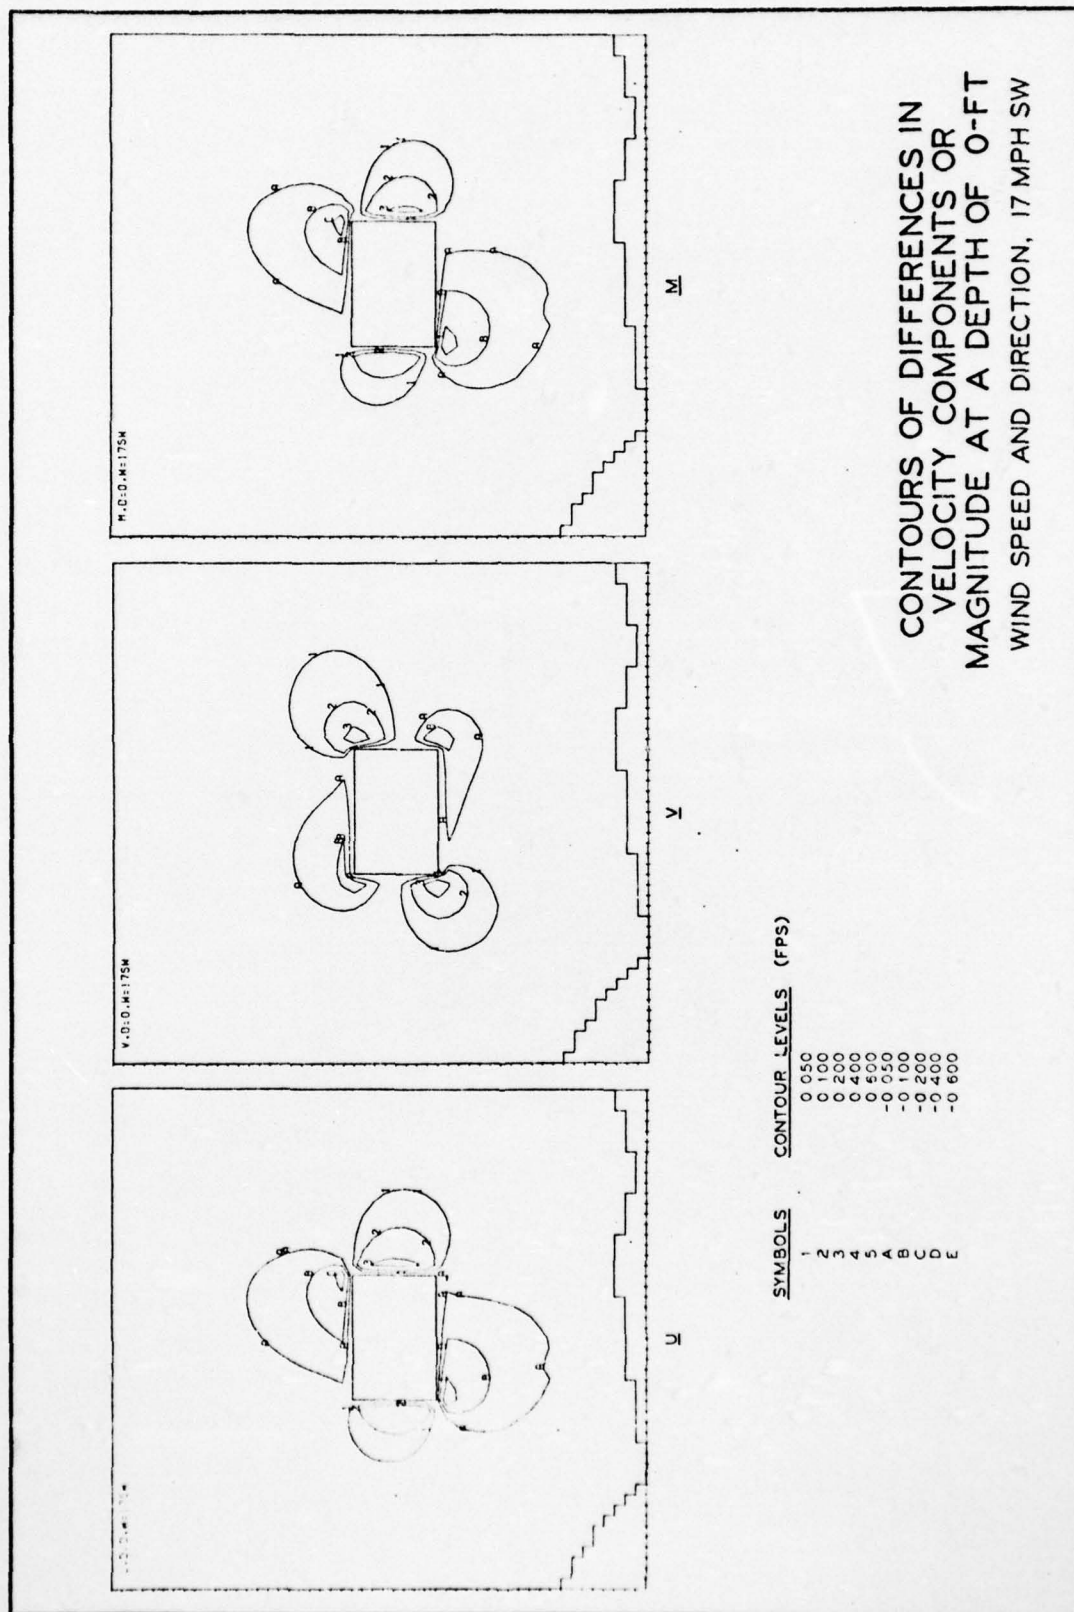 V.D:0.W=17SW
M.D:0.W=17SW
U
V
M
SYMBOLS CONTOUR LEVELS (FPS)
1 0 050
2 0 100
3 0 200
4 0 400
5 0 600
A -0 050
B -0 100
C -0 200
D -0 400
E -0 600
CONTOURS OF DIFFERENCES IN
VELOCITY COMPONENTS OR
MAGNITUDE AT A DEPTH OF 0-FT
WIND SPEED AND DIRECTION, 17 MPH SW